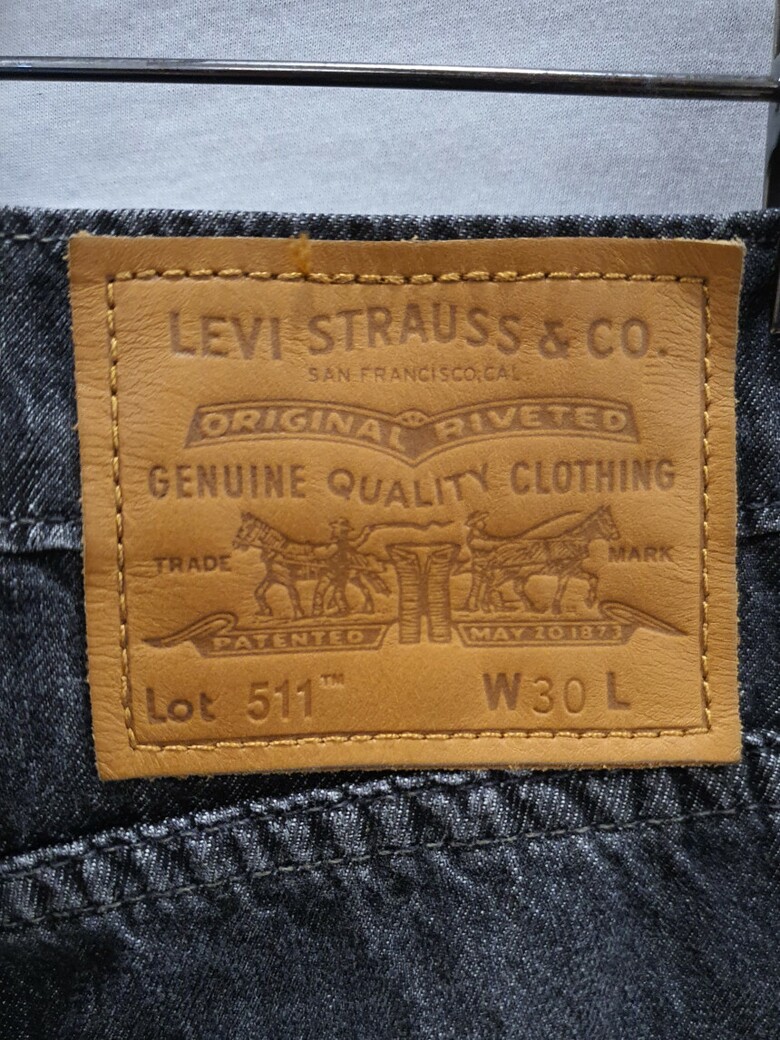 LEVI STRAUSS & CO.
SAN FRANCISCO, CAL
ORIGINAL RIVETED
GENUINE QUALITY CLOTHING
TRADE MARK
PATENTED MAY 20 1873
Lot 511™ W 30 L